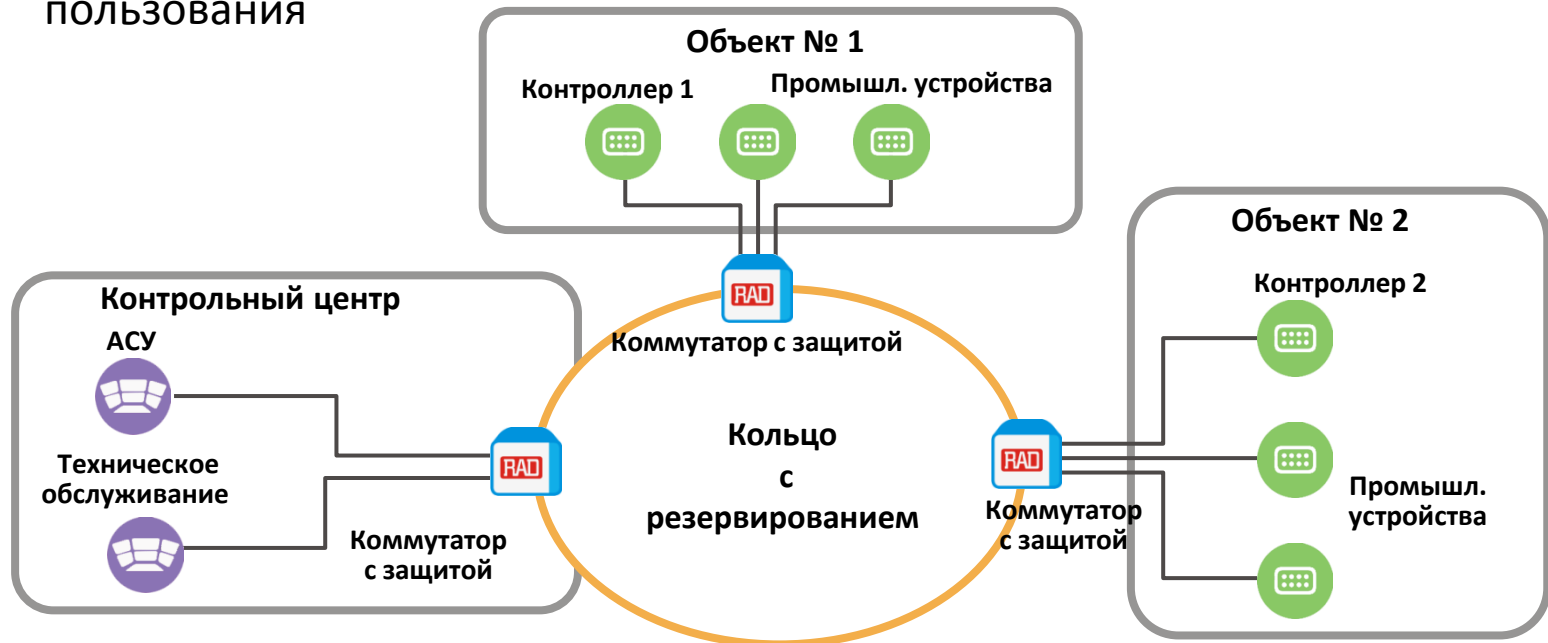 пользования
Объект № 1
Контроллер 1
Промышл. устройства
RAD
Коммутатор с защитой
Контрольный центр
АСУ
Техническое
обслуживание
RAD
Коммутатор
с защитой
Кольцо
с
резервированием
Объект № 2
Контроллер 2
RAD
Коммутатор
с защитой
Промышл.
устройства